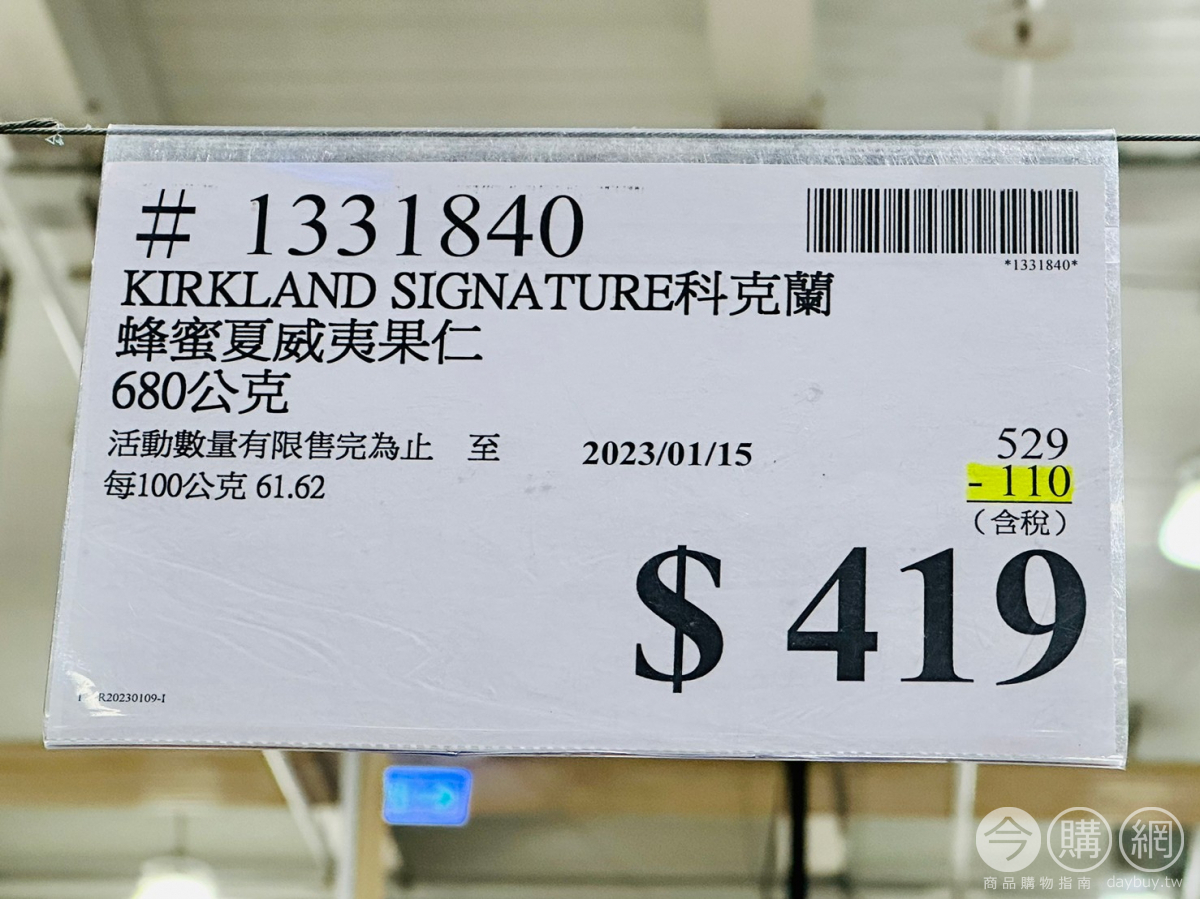 # 1331840
*1331840*
KIRKLAND SIGNATURE科克蘭
蜂蜜夏威夷果仁
680公克
活動數量有限售完為止 至 2023/01/15
每100公克 61.62
529
- 110
(含稅)
$ 419
R20230109-I
今購網
商品購物指南 daybuy.tw